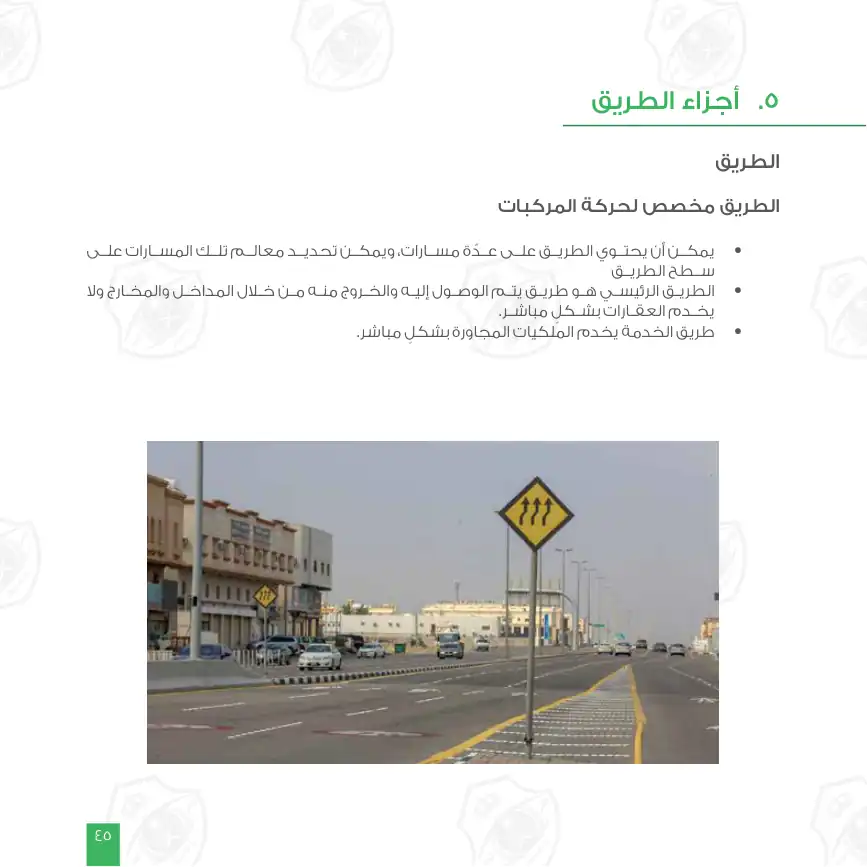 ٥. أجزاء الطريق
الطريق
الطريق مخصص لحركة المركبات
• يمكن أن يحتوي الطريق على عدّة مسارات، ويمكن تحديد معالم تلك المسارات على
سطح الطريق
• الطريق الرئيسي هو طريق يتم الوصول إليه والخروج منه من خلال المداخل والمخارج ولا
يخدم العقارات بشكلٍ مباشر.
• طريق الخدمة يخدم الملكيات المجاورة بشكلٍ مباشر.
٤٥